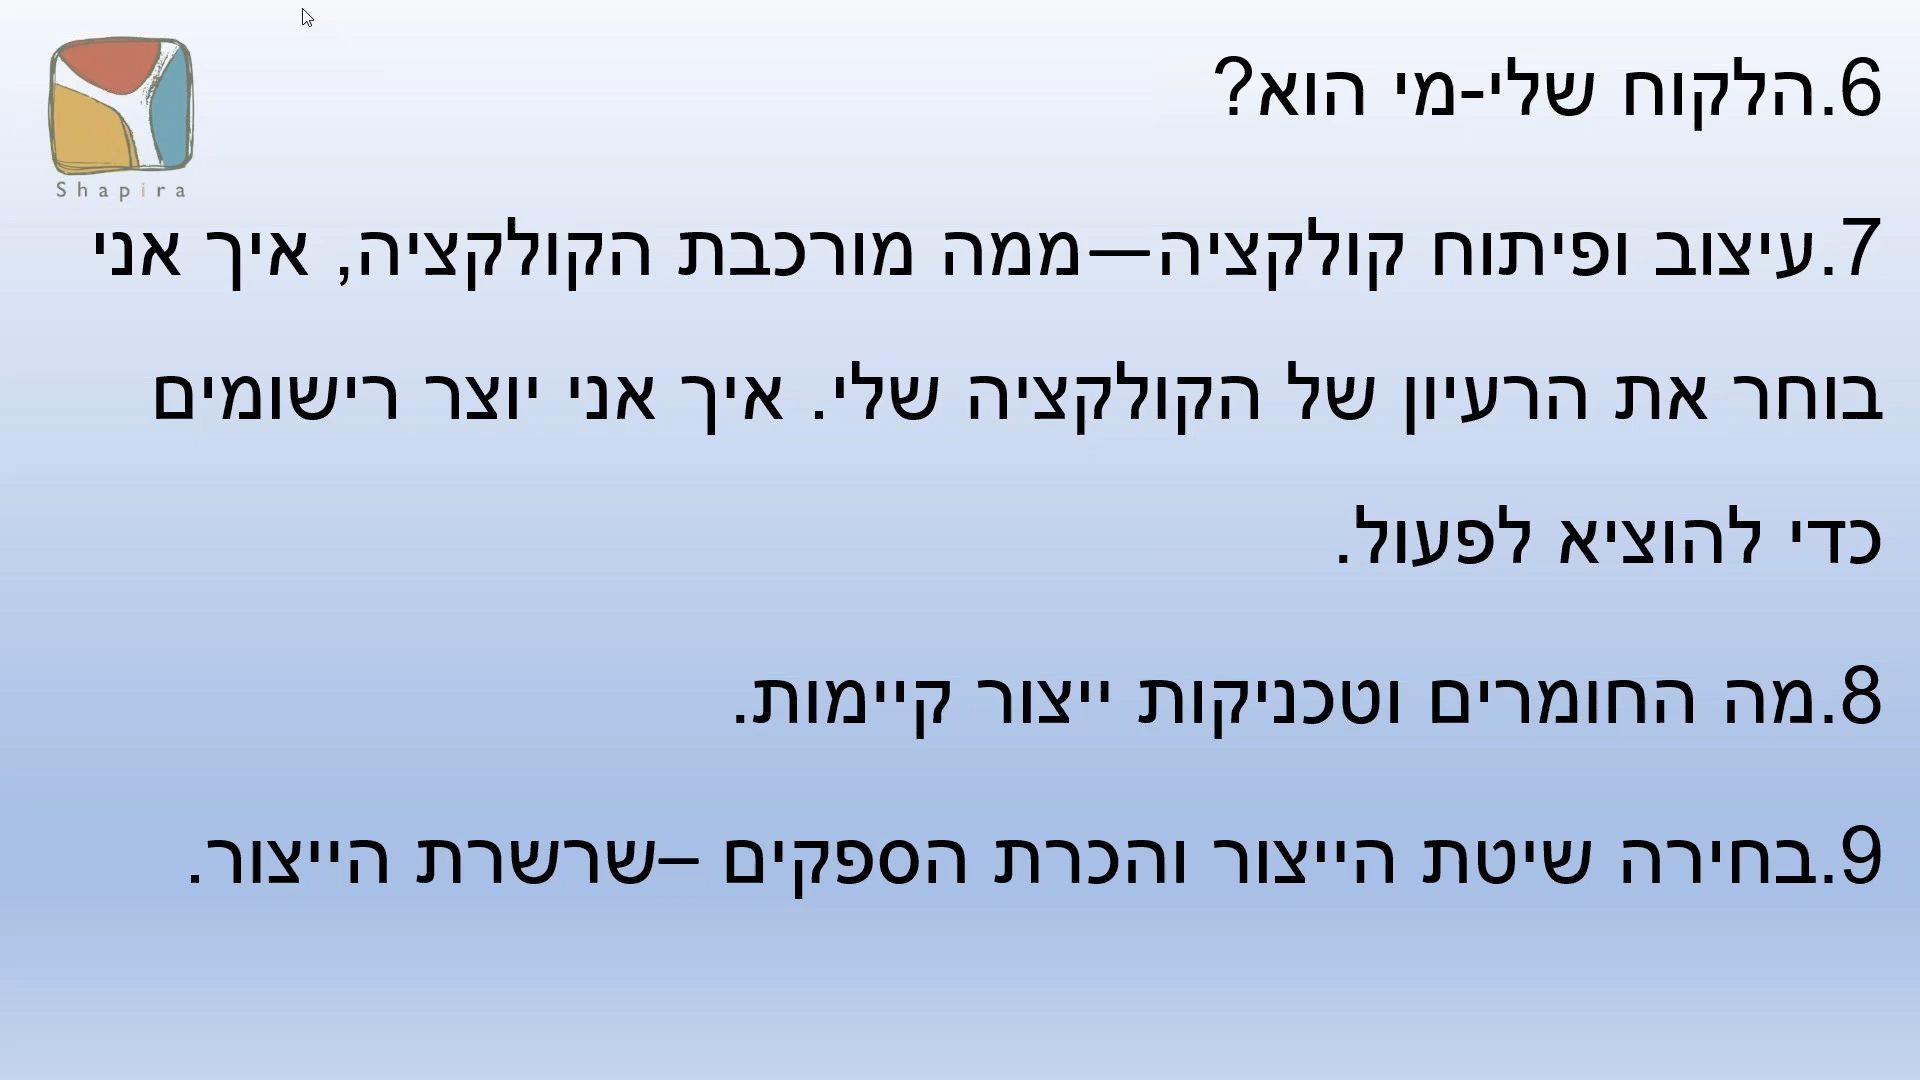 Shapira
6.הלקוח שלי-מי הוא?
7.עיצוב ופיתוח קולקציה—ממה מורכבת הקולקציה, איך אני
בוחר את הרעיון של הקולקציה שלי. איך אני יוצר רישומים
כדי להוציא לפעול.
8.מה החומרים וטכניקות ייצור קיימות.
9.בחירה שיטת הייצור והכרת הספקים –שרשרת הייצור.